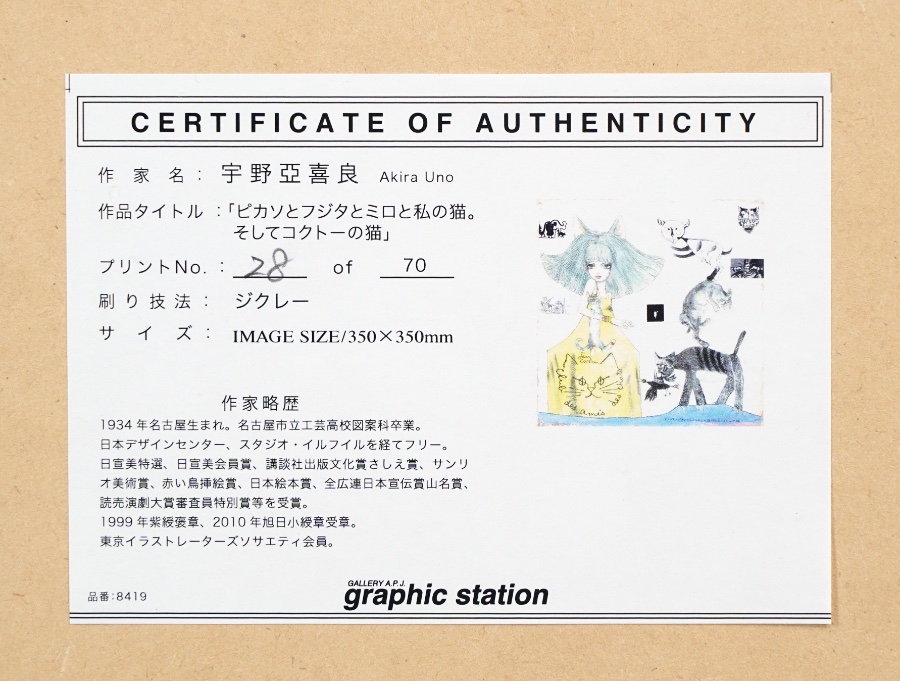 CERTIFICATE OF AUTHENTICITY
作家名： 宇野亞喜良 Akira Uno
作品タイトル：「ピカソとフジタとミロと私の猫。
そしてコクトーの猫」
プリントNo.： 28 of 70
刷り技法： ジクレー
サイズ： IMAGE SIZE/350×350mm
des amis
作家略歴
1934年名古屋生まれ。名古屋市立工芸高校図案科卒業。
日本デザインセンター、スタジオ・イルフイルを経てフリー。
日宣美特選、日宣美会員賞、講談社出版文化賞さしえ賞、サンリ
オ美術賞、赤い鳥挿絵賞、日本絵本賞、全広連日本宣伝賞山名賞、
読売演劇大賞審査員特別賞等を受賞。
1999年紫綬褒章、2010年旭日小綬章受章。
東京イラストレーターズソサエティ会員。
品番:8419
GALLERY A.P.J.
graphic station